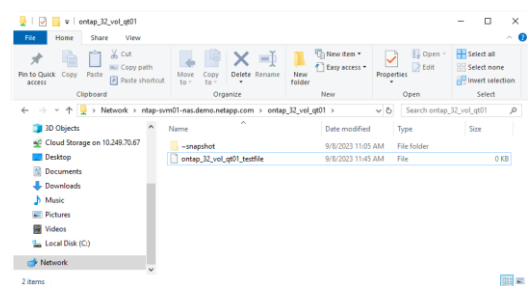 ontap_32_vol_qt01
File Home Share View
Pin to Quick access
Copy
Paste
Cut
Copy path
Paste shortcut
Clipboard
Move to
Copy to
Delete
Rename
Organize
New folder
New item
Easy access
New
Properties
Open
Edit
Open
Select all
Select none
Invert selection
Select
Network > ntap-svm01-nas.demo.netapp.com > ontap_32_vol_qt01 >
Search ontap_32_vol_qt01
3D Objects
Cloud Storage on 10.249.70.67
Desktop
Documents
Downloads
Music
Pictures
Videos
Local Disk (C:)
Network
Name Date modified Type Size
~snapshot 9/8/2023 11:05 AM File folder
ontap_32_vol_qt01_testfile 9/8/2023 11:45 AM File 0 KB
2 items